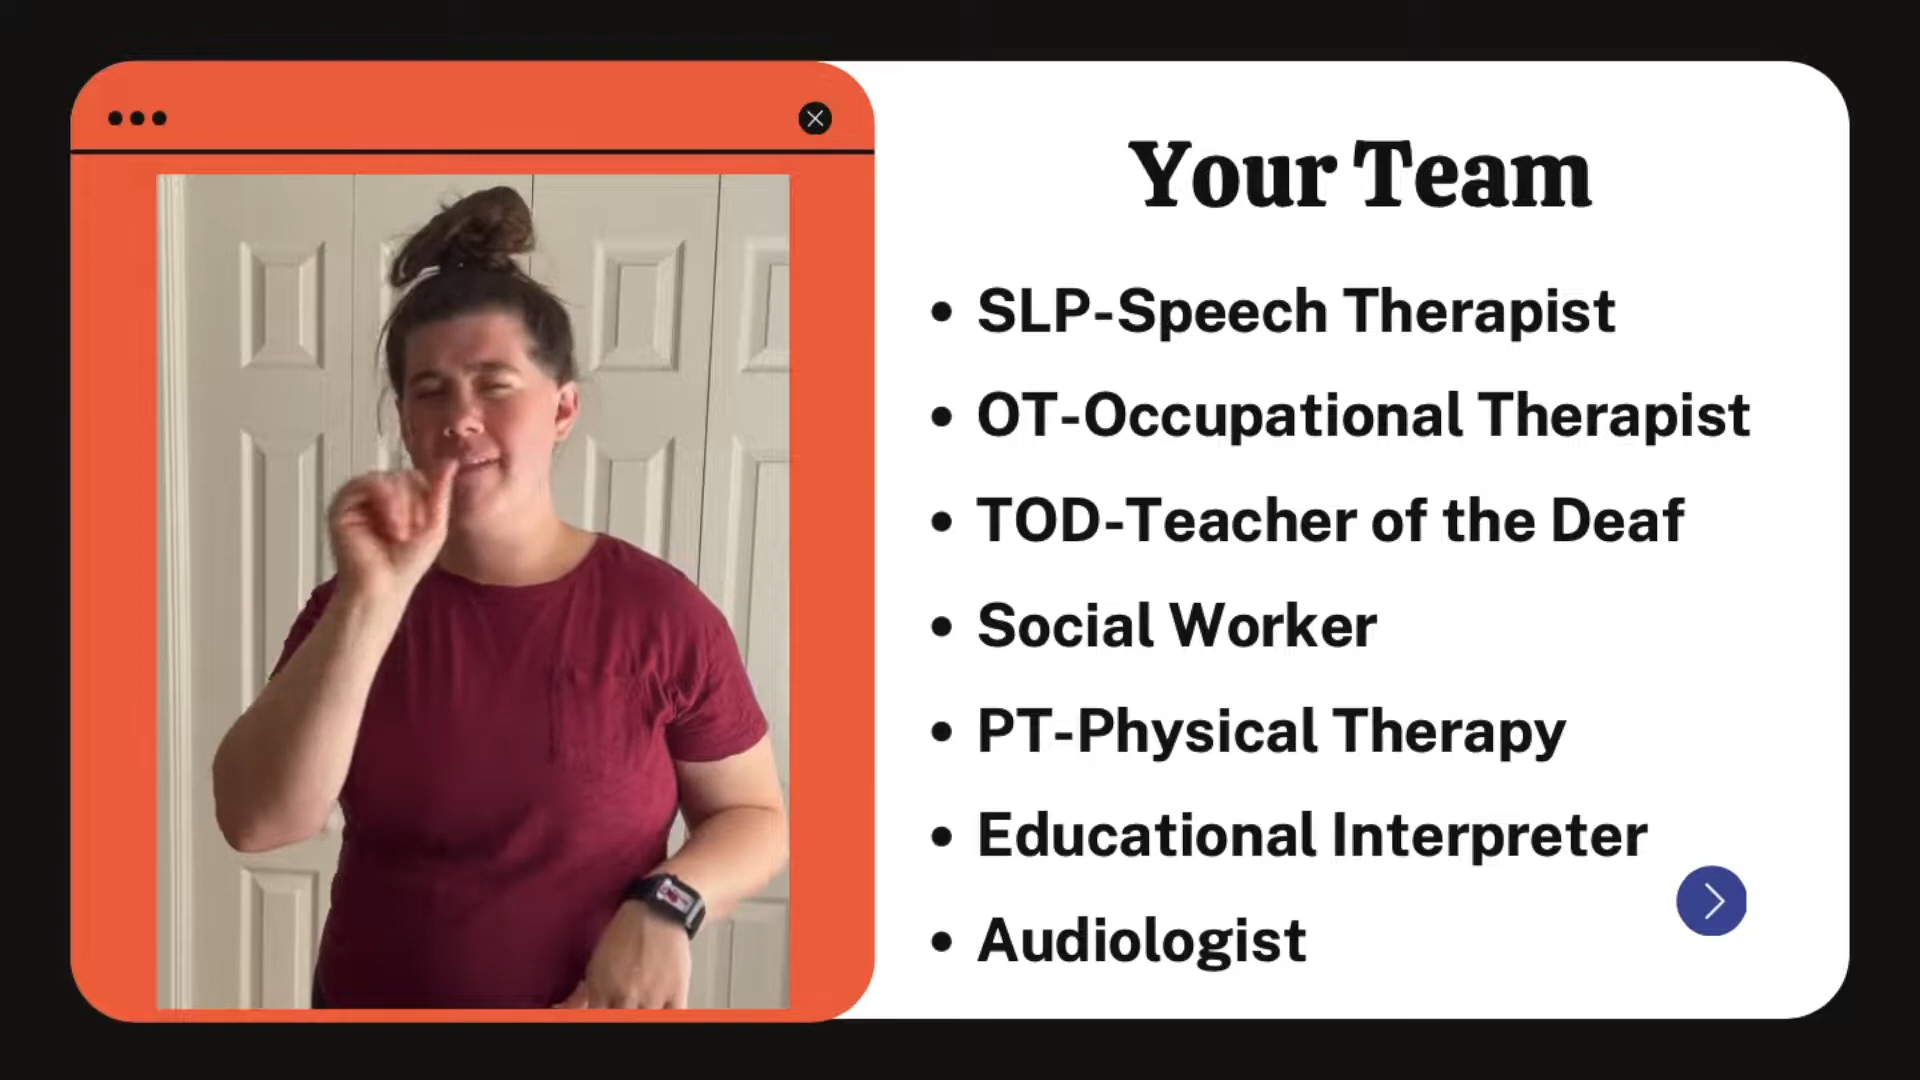 Your Team
• SLP-Speech Therapist
• OT-Occupational Therapist
• TOD-Teacher of the Deaf
• Social Worker
• PT-Physical Therapy
• Educational Interpreter
• Audiologist